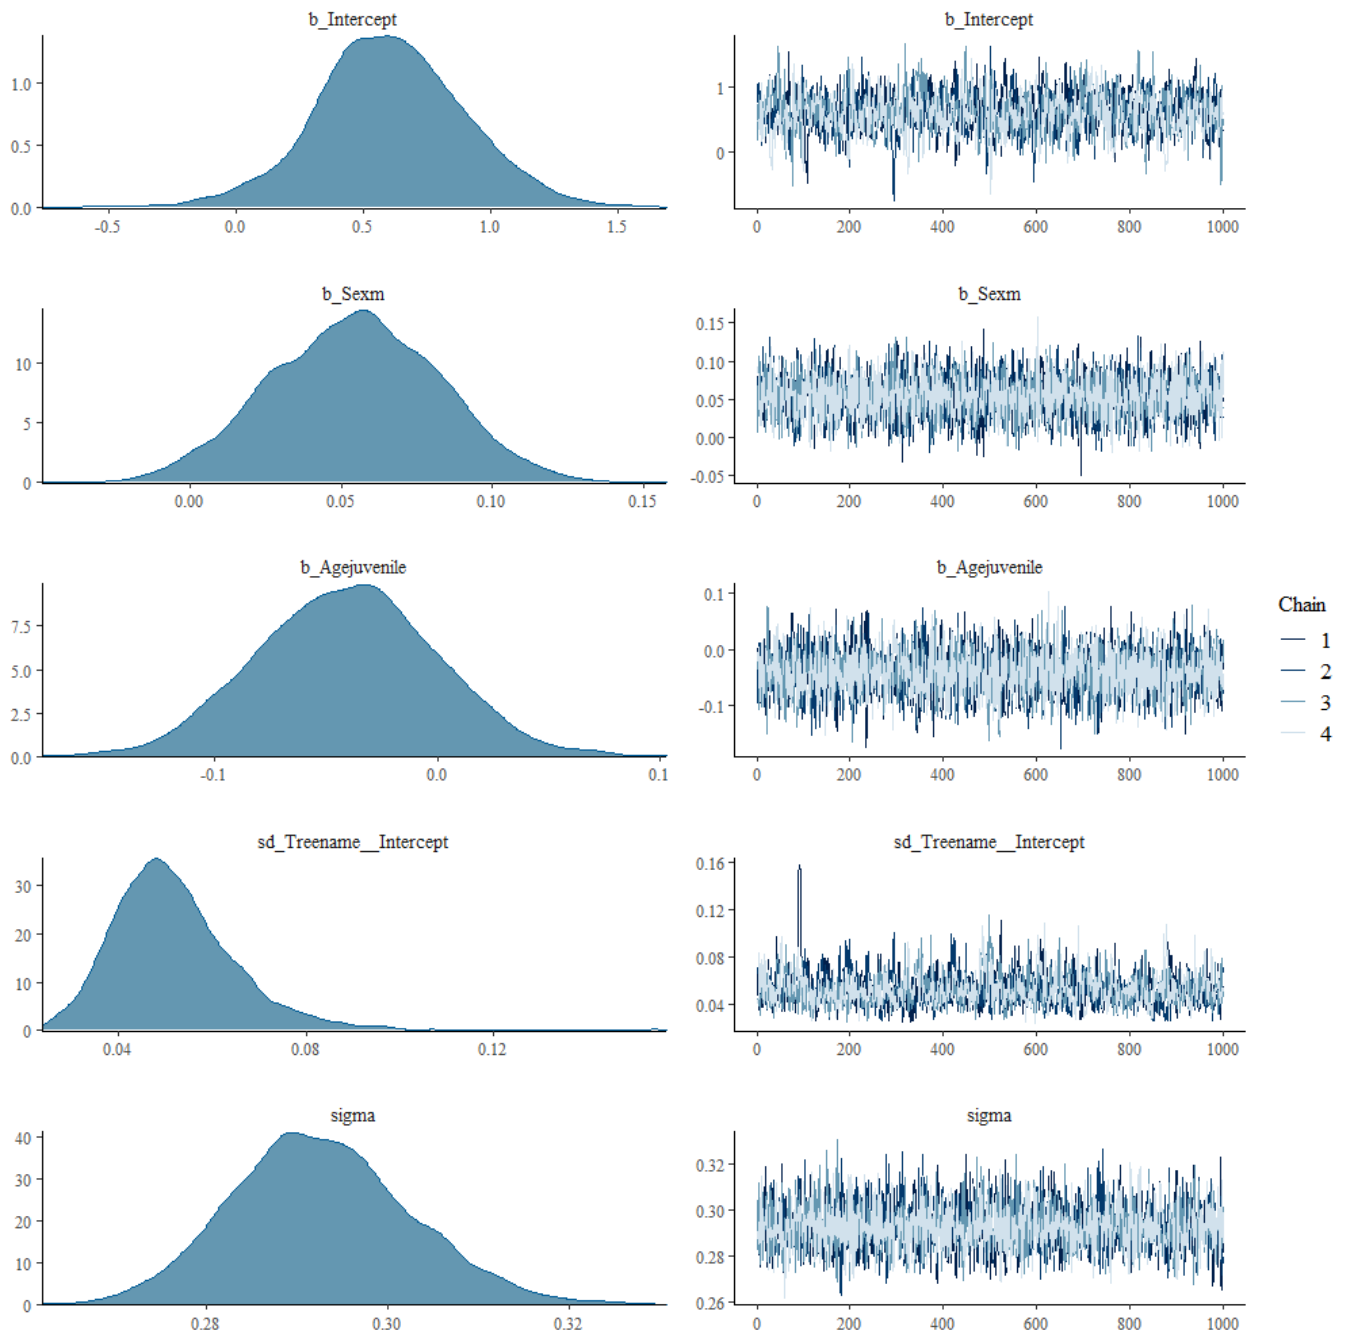 b_Intercept
b_Intercept
1.0
0.5
0.0
-0.5 0.0 0.5 1.0 1.5
1
0
0 200 400 600 800 1000
b_Sexm
b_Sexm
10
5
0
0.00 0.05 0.10 0.15
0.15
0.10
0.05
0.00
-0.05
0 200 400 600 800 1000
b_Agejuvenile
b_Agejuvenile
7.5
5.0
2.5
0.0
-0.1 0.0 0.1
0.1
0.0
-0.1
0 200 400 600 800 1000
Chain
1
2
3
4
sd_Treename__Intercept
sd_Treename__Intercept
30
20
10
0
0.04 0.08 0.12
0.16
0.12
0.08
0.04
0 200 400 600 800 1000
sigma
sigma
40
30
20
10
0
0.28 0.30 0.32
0.32
0.30
0.28
0.26
0 200 400 600 800 1000